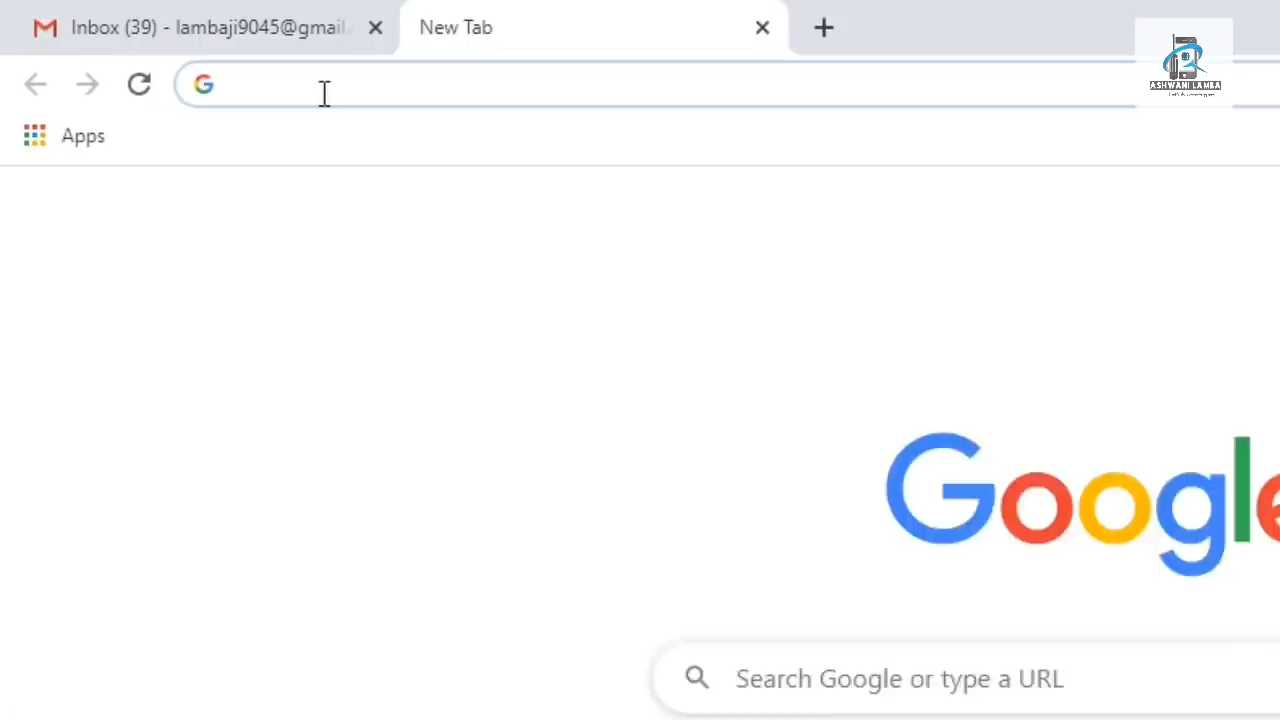 Inbox (39) - lambaji9045@gmail.
New Tab
Apps
ASHWANI LAMBA
Google
Search Google or type a URL